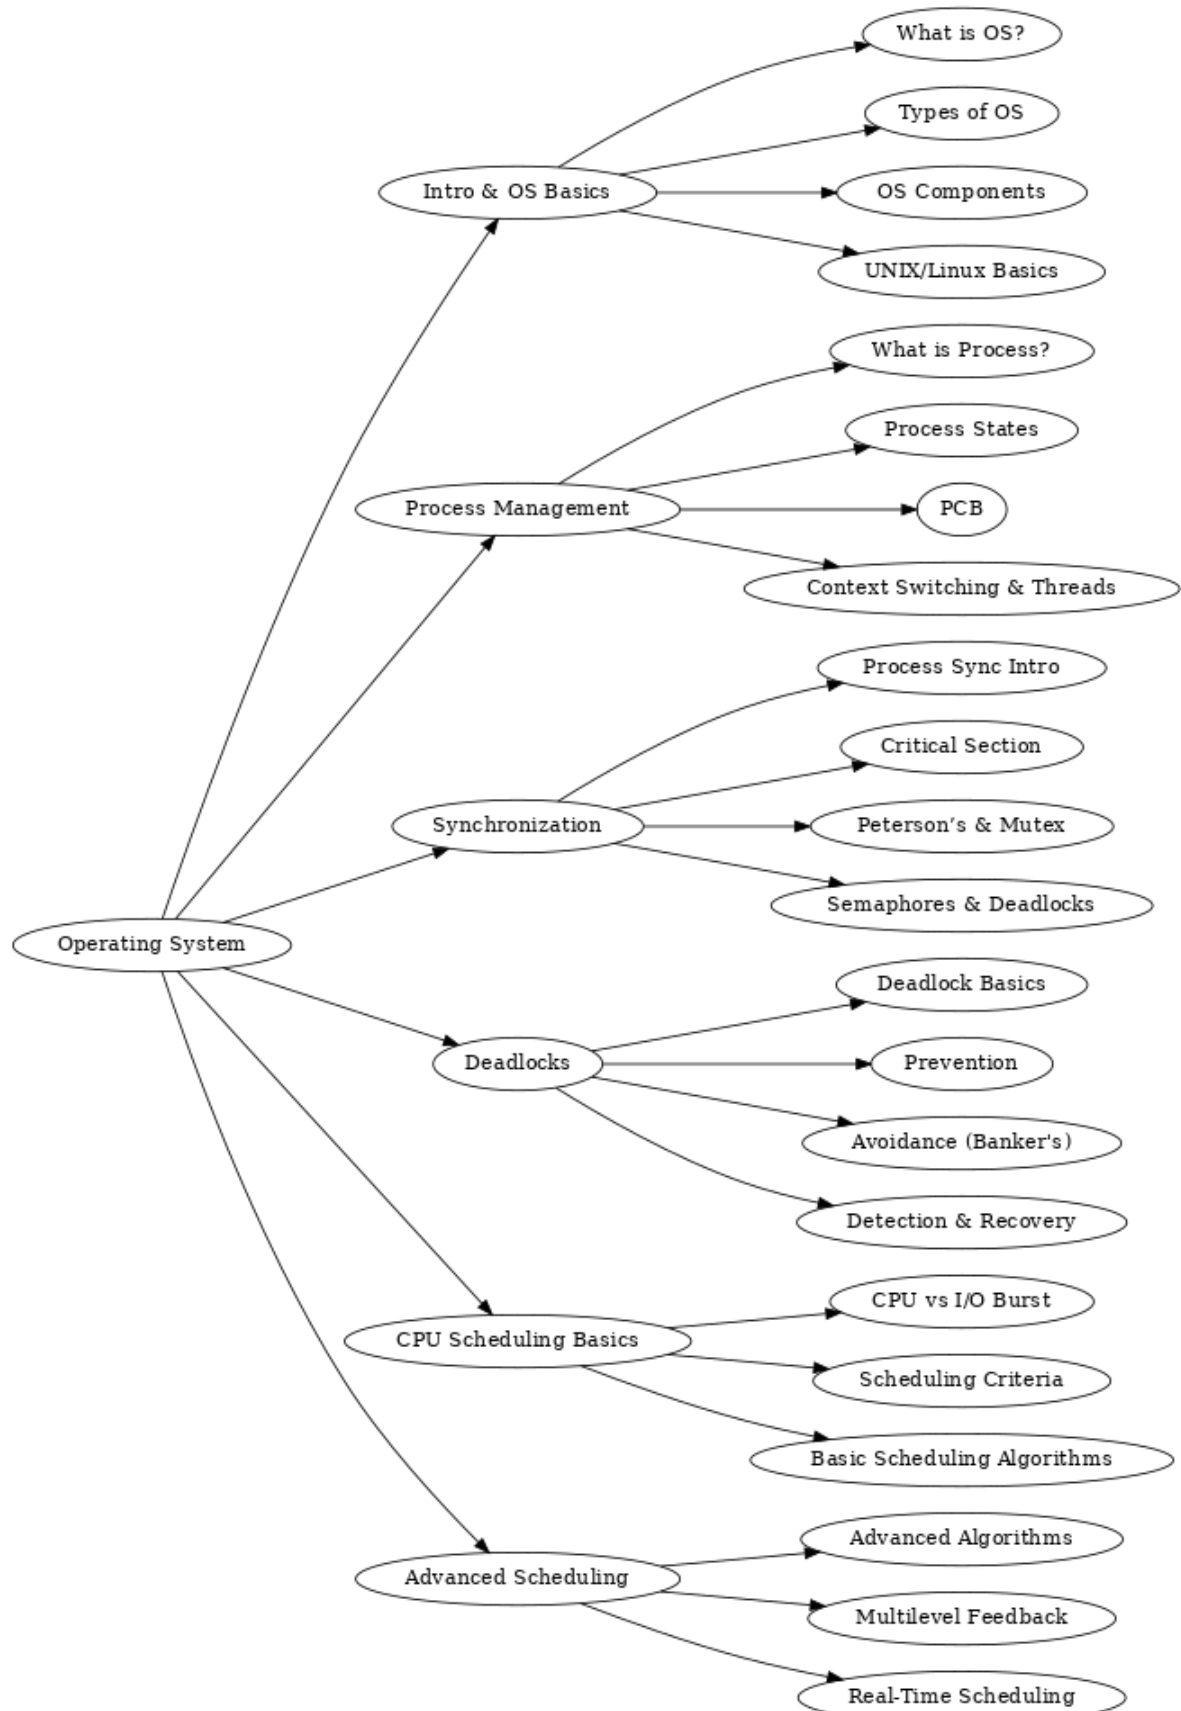 Operating System
Intro & OS Basics
What is OS?
Types of OS
OS Components
UNIX/Linux Basics
Process Management
What is Process?
Process States
PCB
Context Switching & Threads
Synchronization
Process Sync Intro
Critical Section
Peterson’s & Mutex
Semaphores & Deadlocks
Deadlocks
Deadlock Basics
Prevention
Avoidance (Banker's)
Detection & Recovery
CPU Scheduling Basics
CPU vs I/O Burst
Scheduling Criteria
Basic Scheduling Algorithms
Advanced Scheduling
Advanced Algorithms
Multilevel Feedback
Real-Time Scheduling